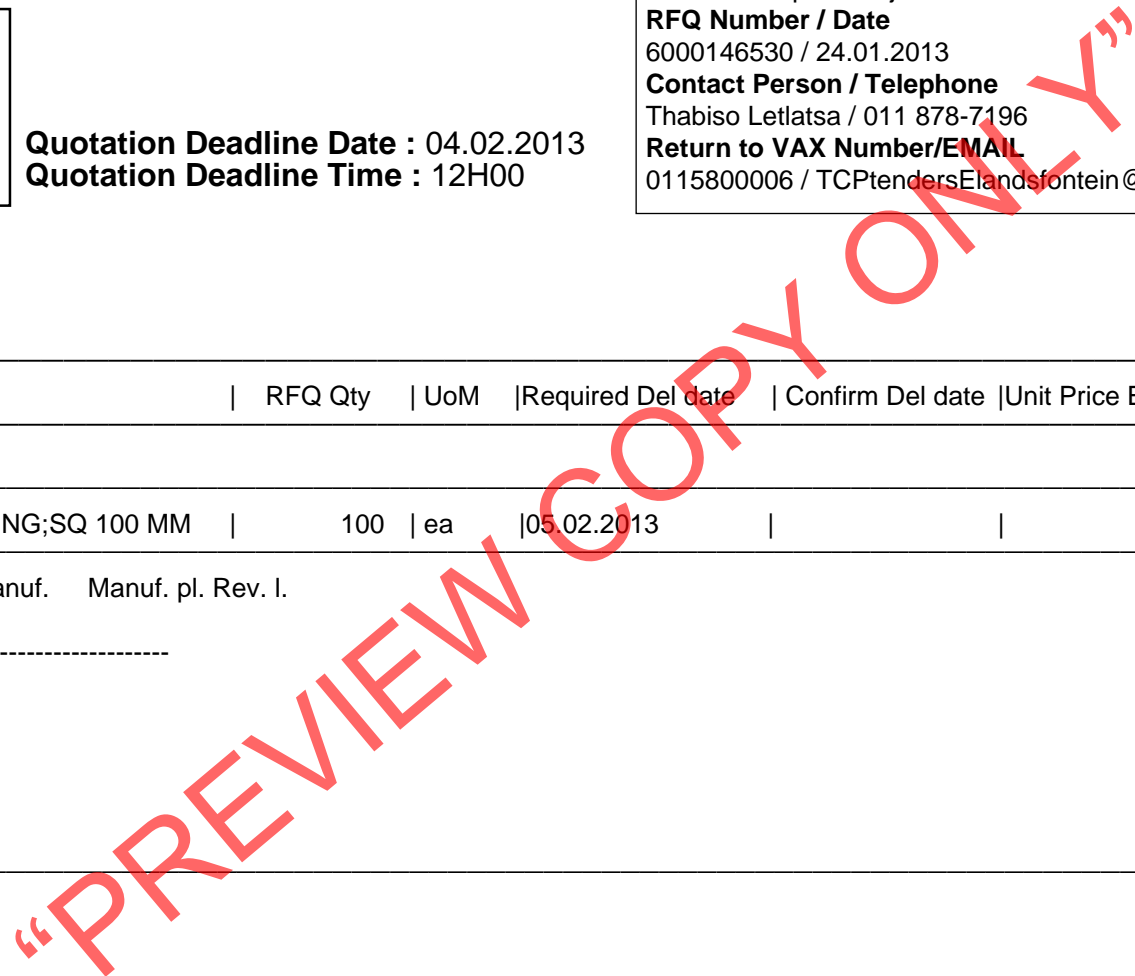 RFQ Number / Date
6000146530 / 24.01.2013
Contact Person / Telephone
Thabiso Letlatsa / 011 878-7196
Return to VAX Number/EMAIL
0115800006 / TCPtendersElandsfontein@
Quotation Deadline Date : 04.02.2013
Quotation Deadline Time : 12H00
| RFQ Qty | UoM |Required Del date | Confirm Del date |Unit Price E
NG;SQ 100 MM | 100 | ea |05.02.2013 | |
anuf. Manuf. pl. Rev. l.
-------------------
“PREVIEW COPY ONLY”